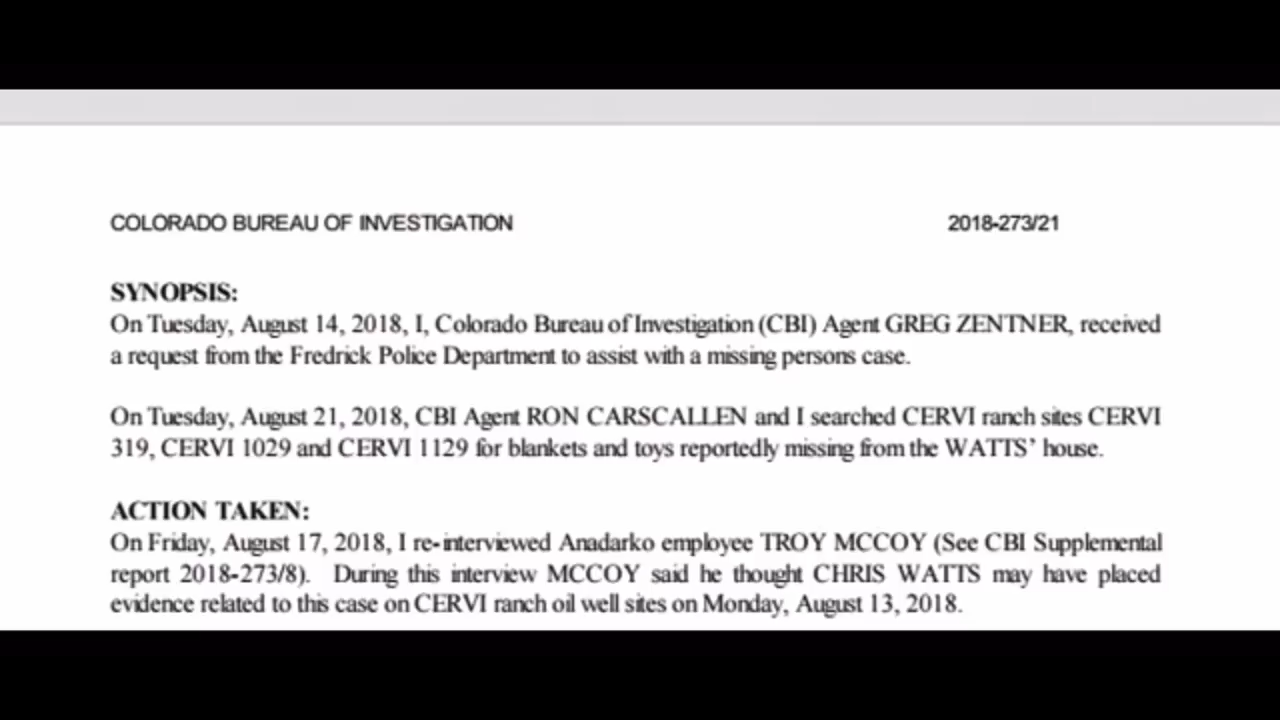 COLORADO BUREAU OF INVESTIGATION 2018-273/21
SYNOPSIS:
On Tuesday, August 14, 2018, I, Colorado Bureau of Investigation (CBI) Agent GREG ZENTNER, received
a request from the Fredrick Police Department to assist with a missing persons case.
On Tuesday, August 21, 2018, CBI Agent RON CARSCALLEN and I searched CERVI ranch sites CERVI
319, CERVI 1029 and CERVI 1129 for blankets and toys reportedly missing from the WATTS’ house.
ACTION TAKEN:
On Friday, August 17, 2018, I re-interviewed Anadarko employee TROY MCCOY (See CBI Supplemental
report 2018-273/8). During this interview MCCOY said he thought CHRIS WATTS may have placed
evidence related to this case on CERVI ranch oil well sites on Monday, August 13, 2018.